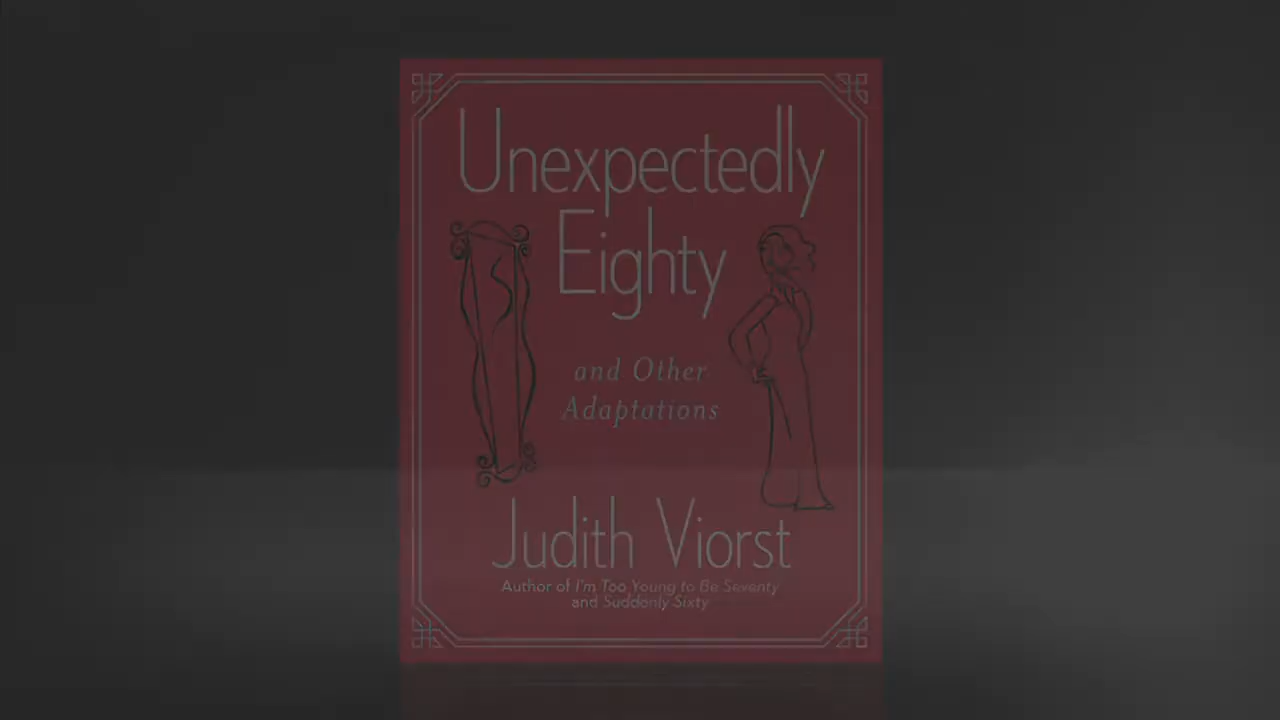 Unexpectedly
Eighty
and Other
Adaptations
Judith Viorst
Author of I'm Too Young to Be Seventy
and Suddenly Sixty